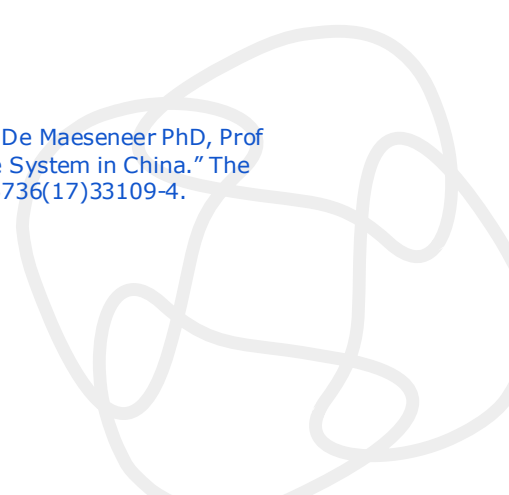 De Maeseneer PhD, Prof
System in China.” The
736(17)33109-4.